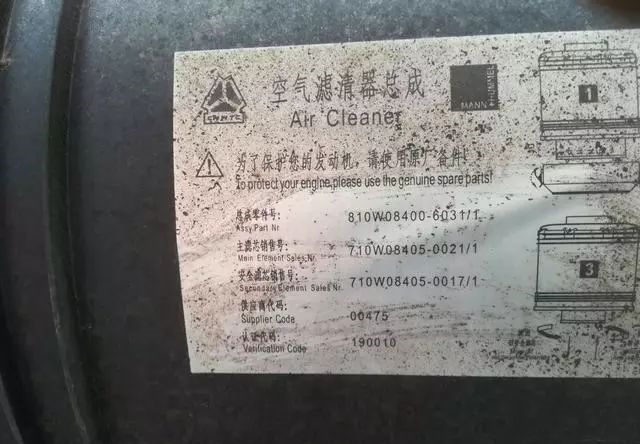 CNHTC
空气滤清器总成
Air Cleaner
MANN+HUMMEL
为了保护您的发动机，请使用原厂备件！
To protect your engine,please use the genuine spare parts!
总成零件号：
Assy.Part Nr
810W08400-6031/1
主滤芯销售号：
Main Element Sales Nr
710W08405-0021/1
安全滤芯销售号：
Secondary Element Sales Nr
710W08405-0017/1
供应商代码：
Supplier Code
00475
认证代码：
Verification Code
190010
1
3